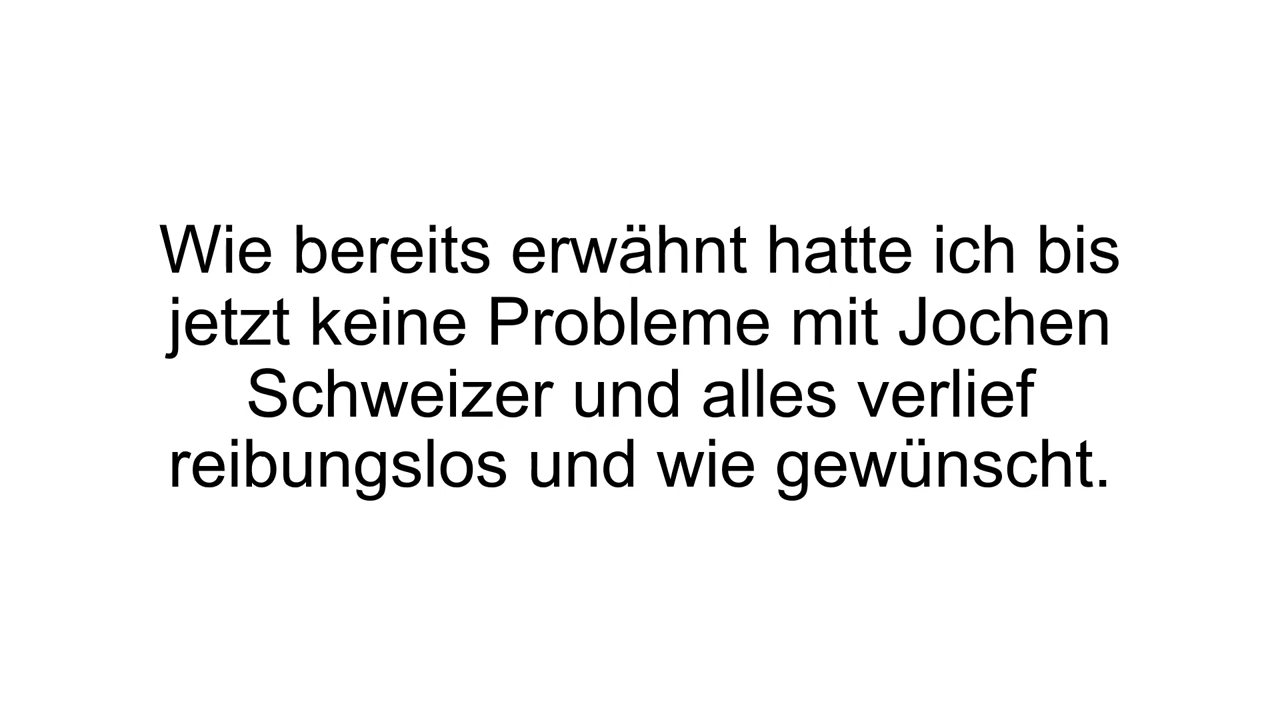 Wie bereits erwähnt hatte ich bis
jetzt keine Probleme mit Jochen
Schweizer und alles verlief
reibungslos und wie gewünscht.